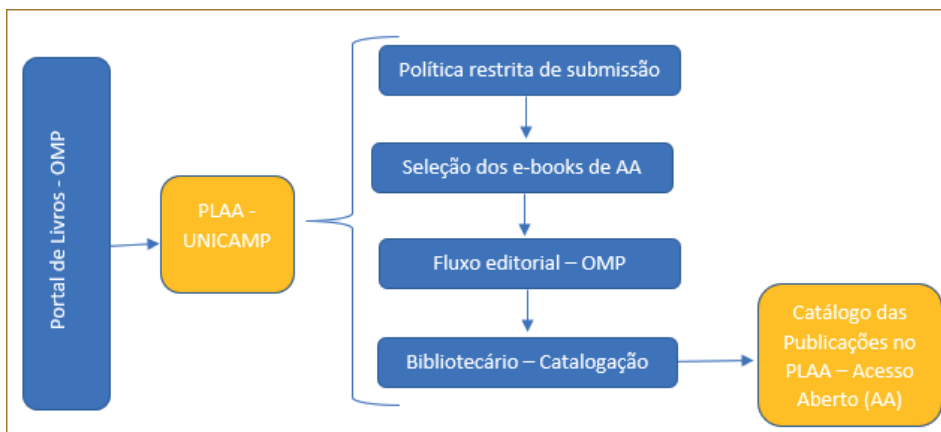 Portal de Livros - OMP
PLAA -
UNICAMP
Política restrita de submissão
Seleção dos e-books de AA
Fluxo editorial – OMP
Bibliotecário – Catalogação
Catálogo das
Publicações no
PLAA – Acesso
Aberto (AA)